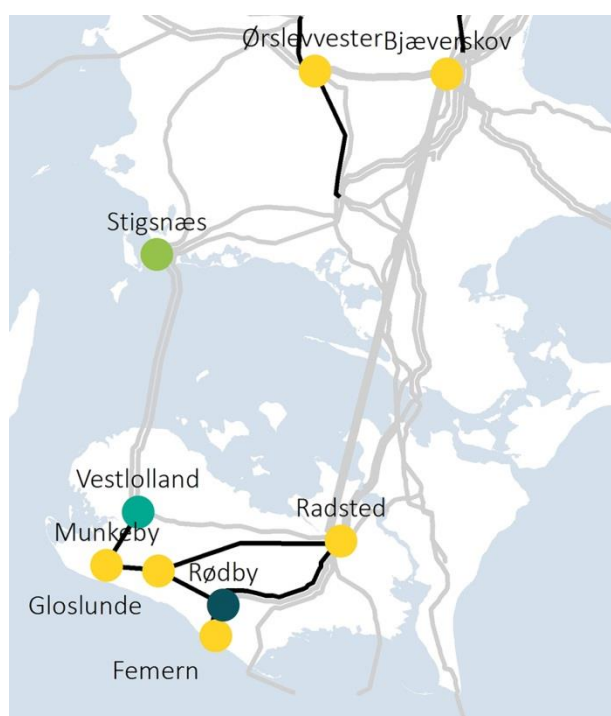 Ørslevvester
Bjæverskov
Stigsnæs
Vestlolland
Radsted
Munkeby
Rødby
Gloslunde
Femern